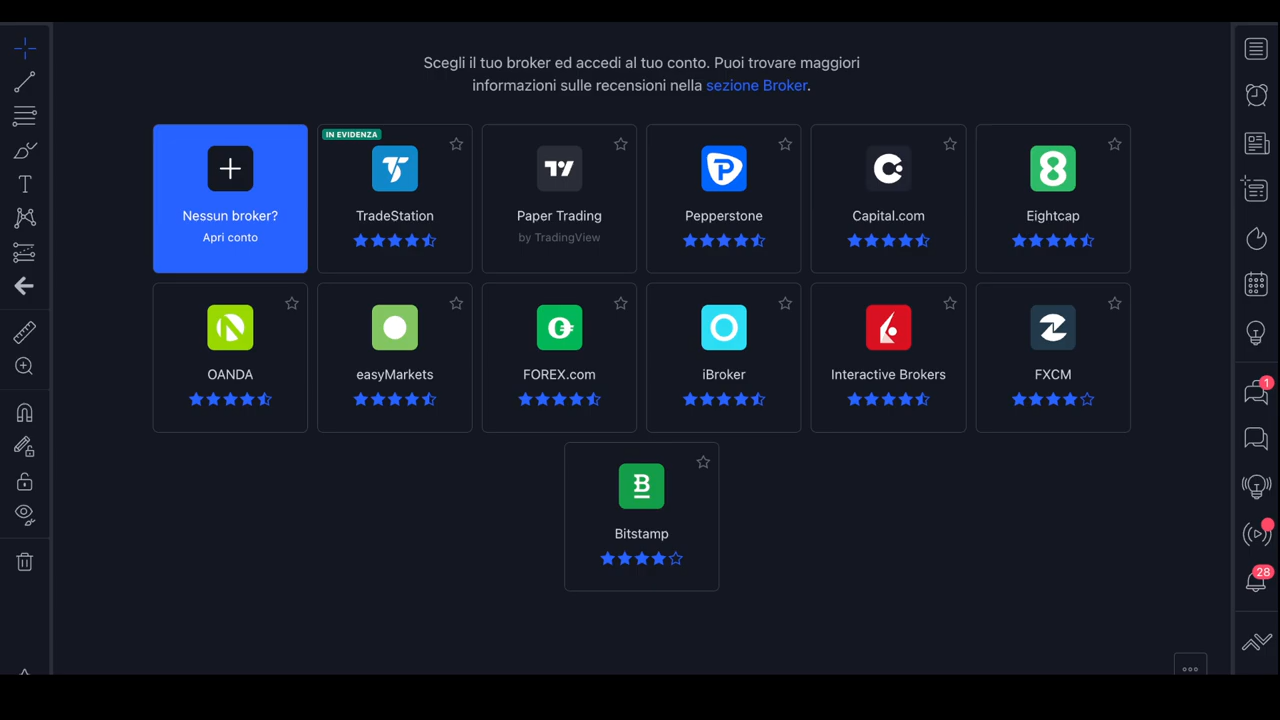 Scegli il tuo broker ed accedi al tuo conto. Puoi trovare maggiori
informazioni sulle recensioni nella sezione Broker.
Nessun broker?
Apri conto
IN EVIDENZA
TradeStation
Paper Trading
by TradingView
Pepperstone
Capital.com
Eightcap
OANDA
easyMarkets
FOREX.com
iBroker
Interactive Brokers
FXCM
Bitstamp
1
28